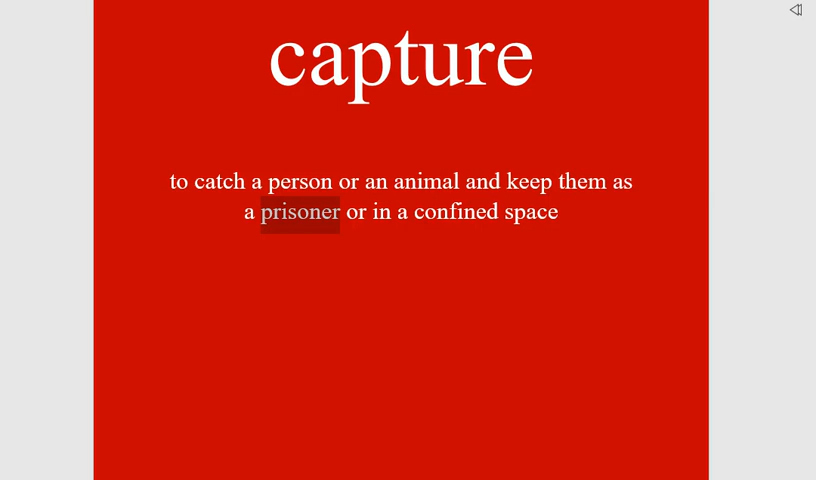 capture
to catch a person or an animal and keep them as
a prisoner or in a confined space